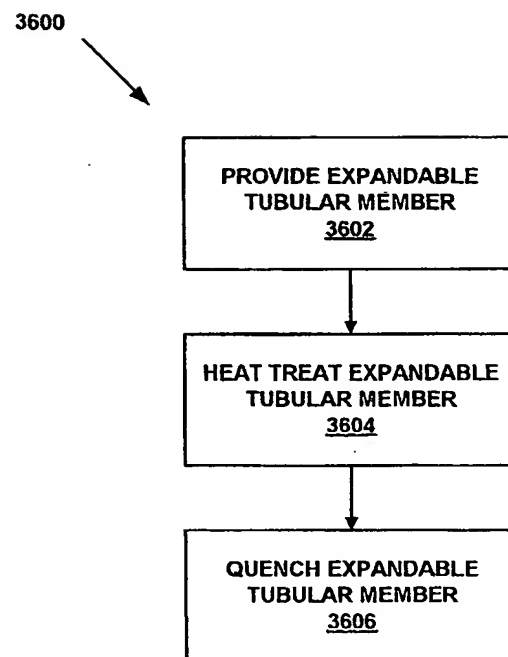 3600
PROVIDE EXPANDABLE
TUBULAR MEMBER
3602
HEAT TREAT EXPANDABLE
TUBULAR MEMBER
3604
QUENCH EXPANDABLE
TUBULAR MEMBER
3606